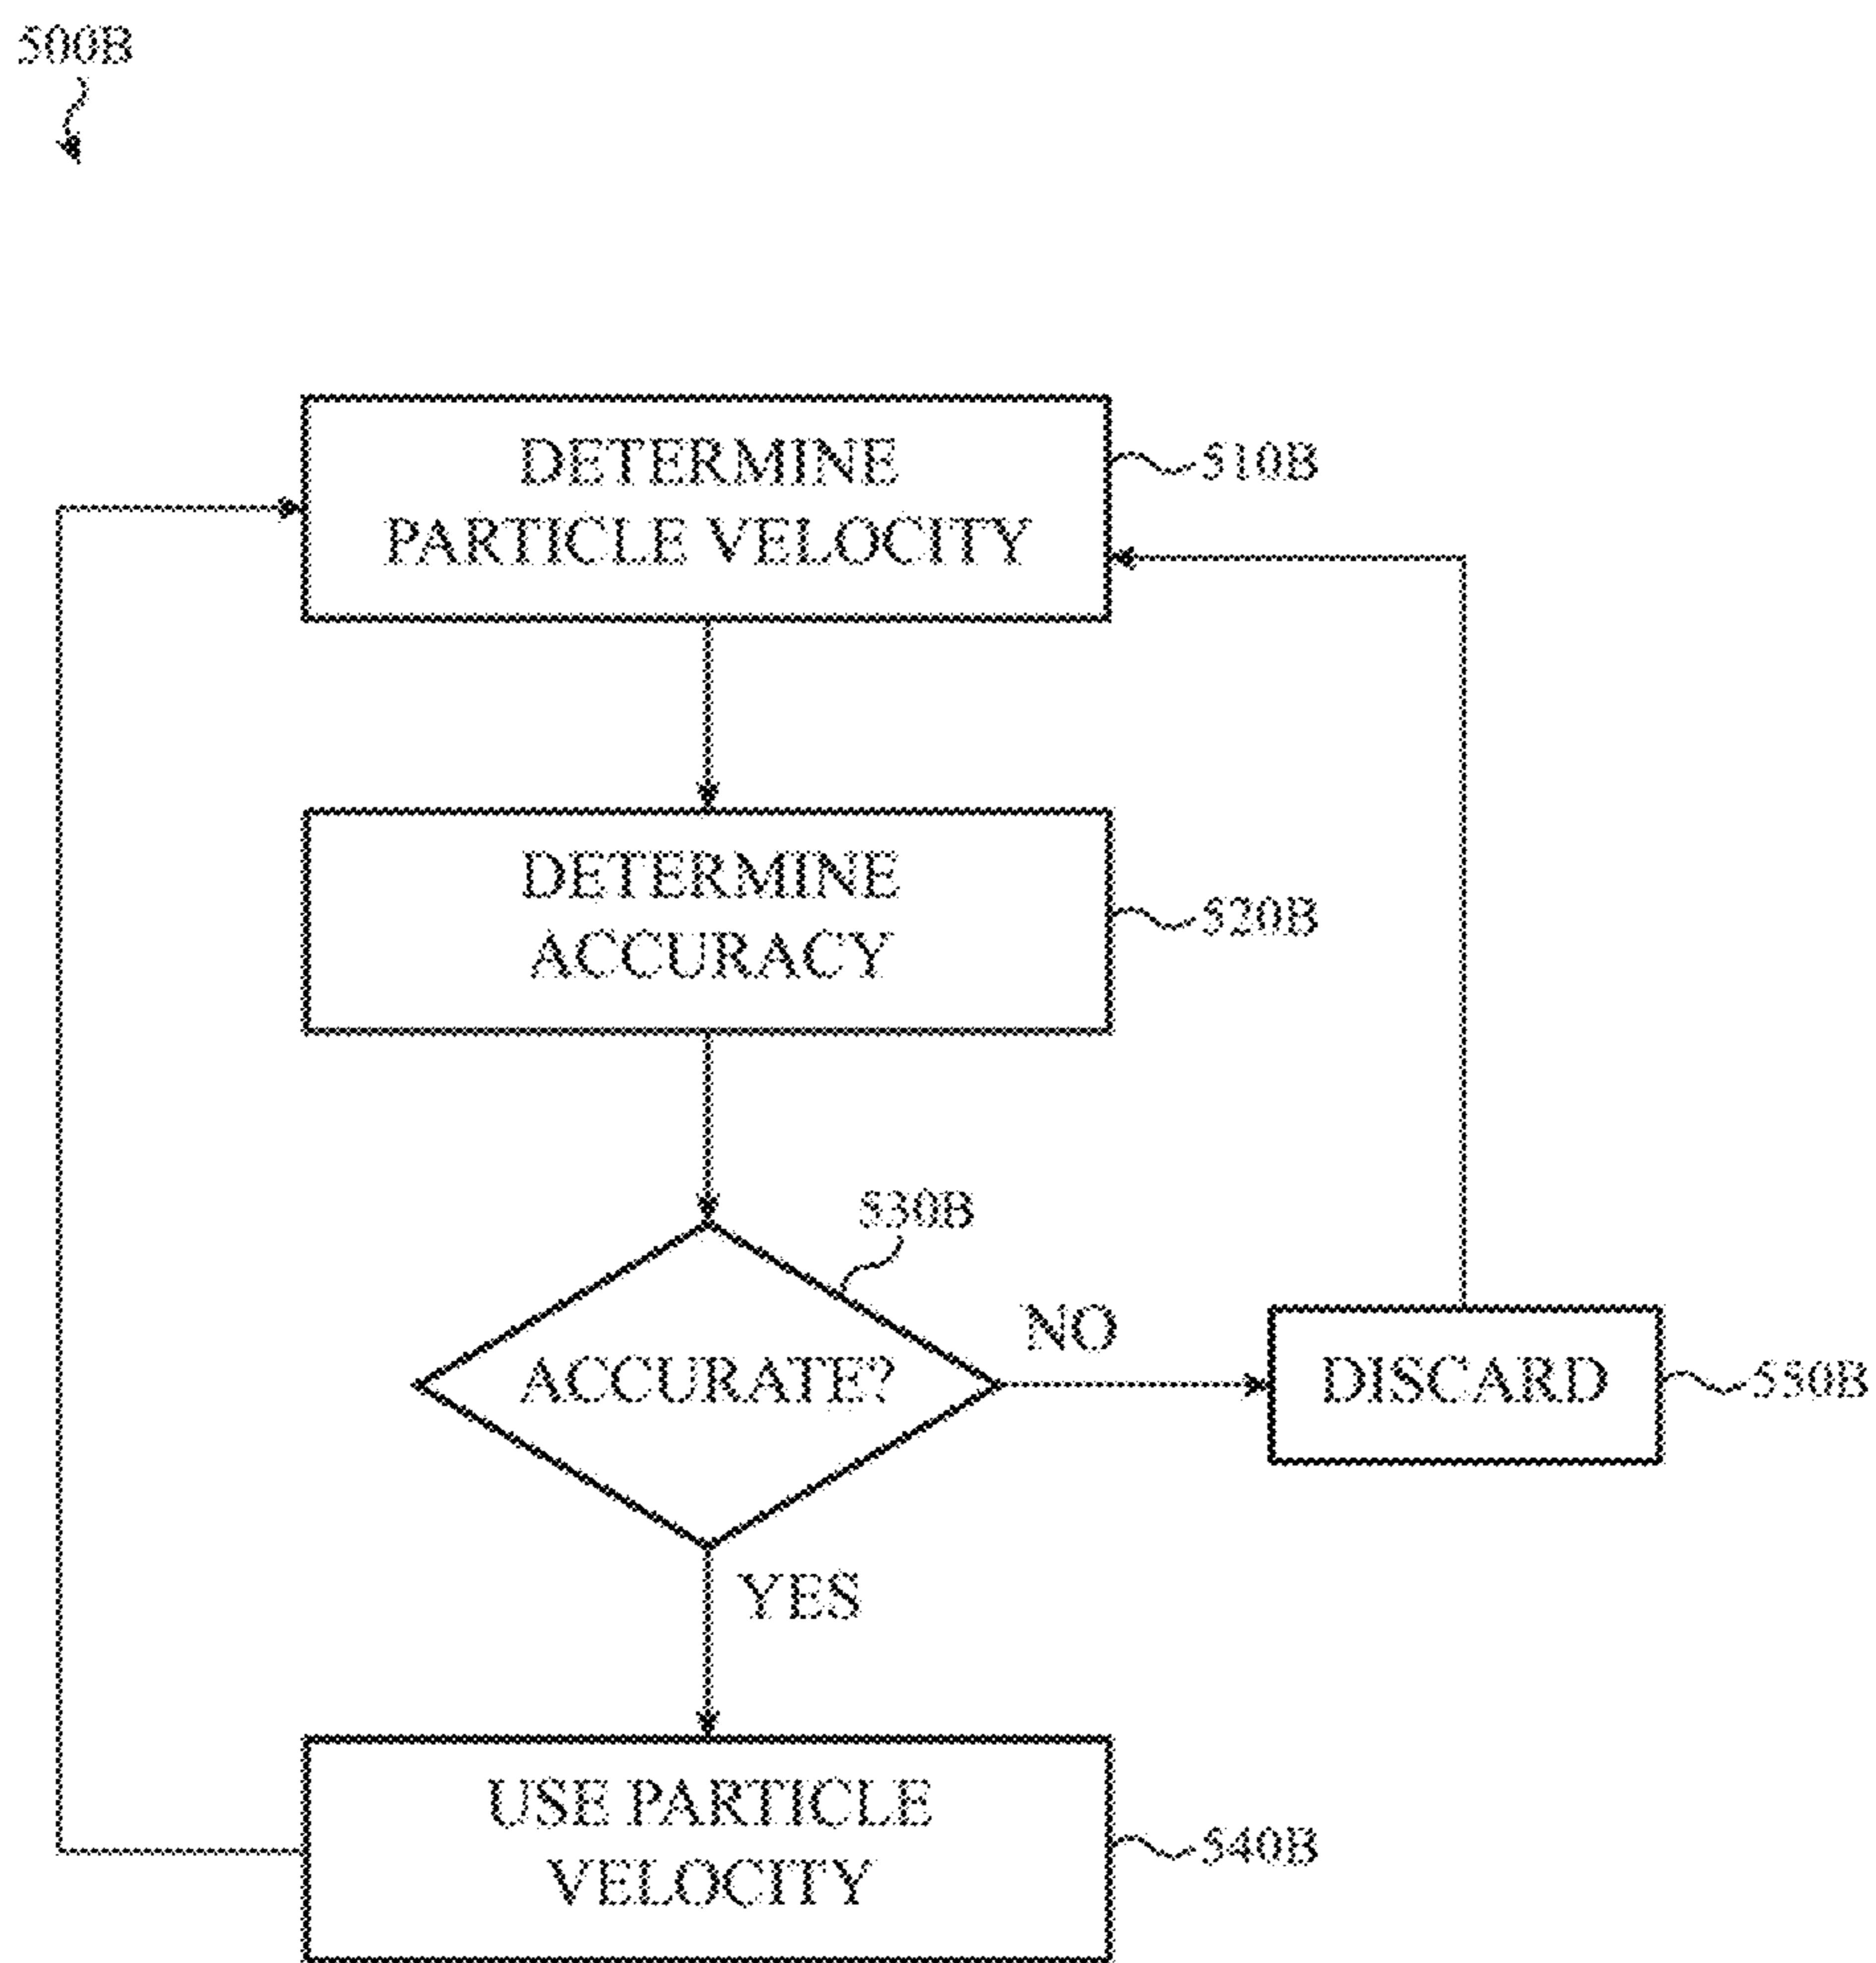 500B
DETERMINE
PARTICLE VELOCITY
510B
DETERMINE
ACCURACY
520B
530B
ACCURATE?
NO
DISCARD
550B
YES
USE PARTICLE
VELOCITY
540B